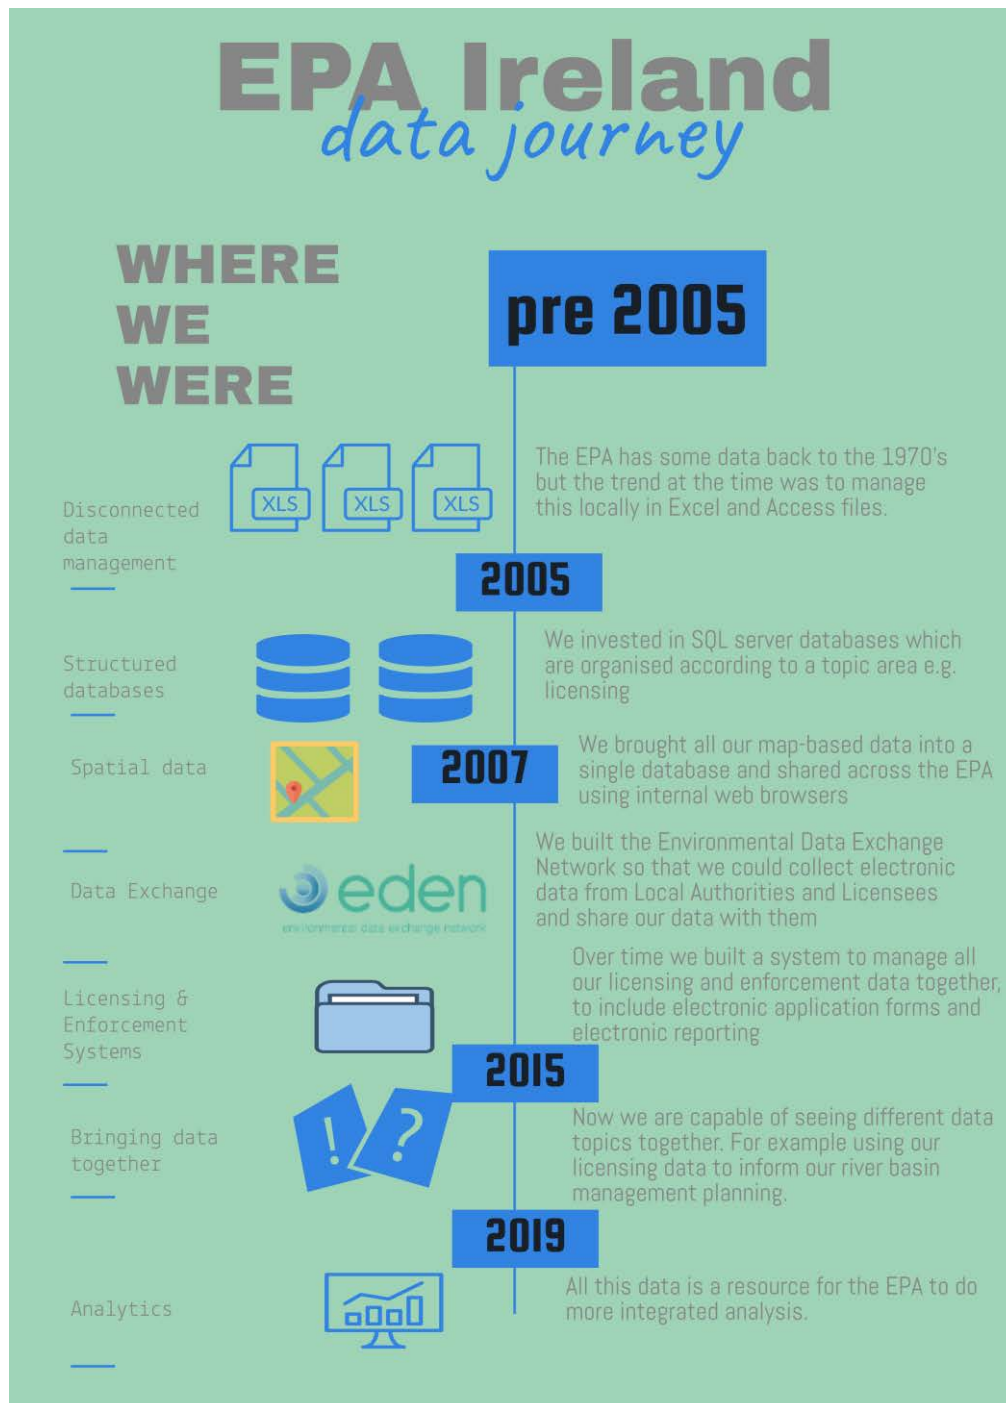 EPA Ireland
data journey
WHERE
WE
WERE
pre 2005
Disconnected
data
management
XLS
XLS
XLS
The EPA has some data back to the 1970's
but the trend at the time was to manage
this locally in Excel and Access files.
2005
Structured
databases
We invested in SQL server databases which
are organised according to a topic area e.g.
licensing
Spatial data
2007
We brought all our map-based data into a
single database and shared across the EPA
using internal web browsers
Data Exchange
eden
environmental data exchange network
We built the Environmental Data Exchange
Network so that we could collect electronic
data from Local Authorities and Licensees
and share our data with them
Licensing &
Enforcement
Systems
Over time we built a system to manage all
our licensing and enforcement data together,
to include electronic application forms and
electronic reporting
2015
Bringing data
together
!
?
Now we are capable of seeing different data
topics together. For example using our
licensing data to inform our river basin
management planning.
2019
Analytics
All this data is a resource for the EPA to do
more integrated analysis.